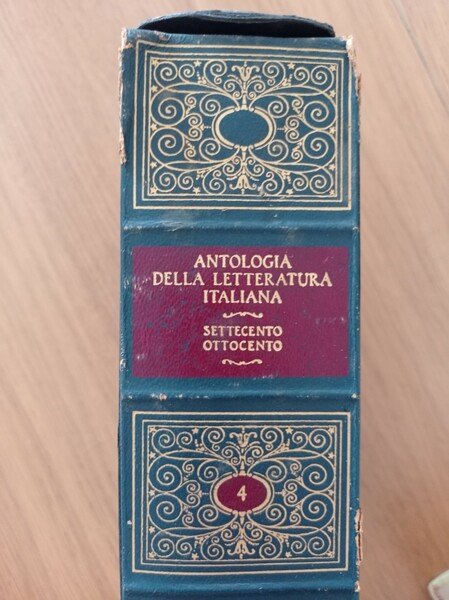 ANTOLOGIA
DELLA LETTERATURA
ITALIANA
SETTECENTO
OTTOCENTO
4